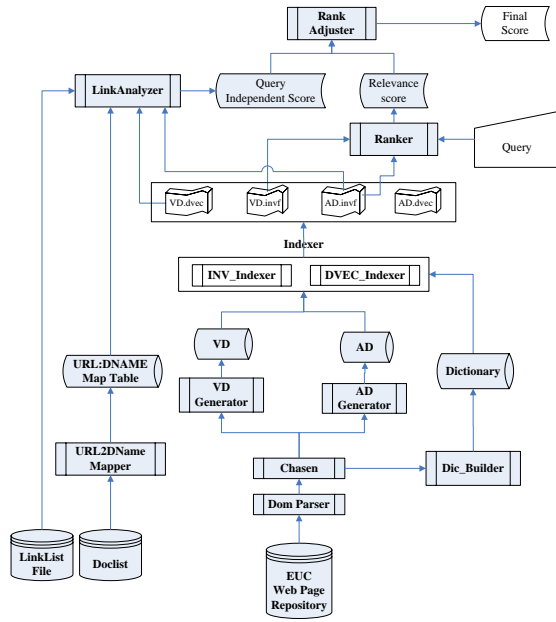 Rank
Adjuster
Final
Score
LinkAnalyzer
Query
Independent Score
Relevance
score
Ranker
Query
VD.dvec
VD.invf
AD.invf
AD.dvec
Indexer
INV_Indexer
DVEC_Indexer
VD
AD
URL:DNAME
Map Table
Dictionary
VD
Generator
AD
Generator
URL2DName
Mapper
Chasen
Dic_Builder
Dom Parser
LinkList
File
Doclist
EUC
Web Page
Repository